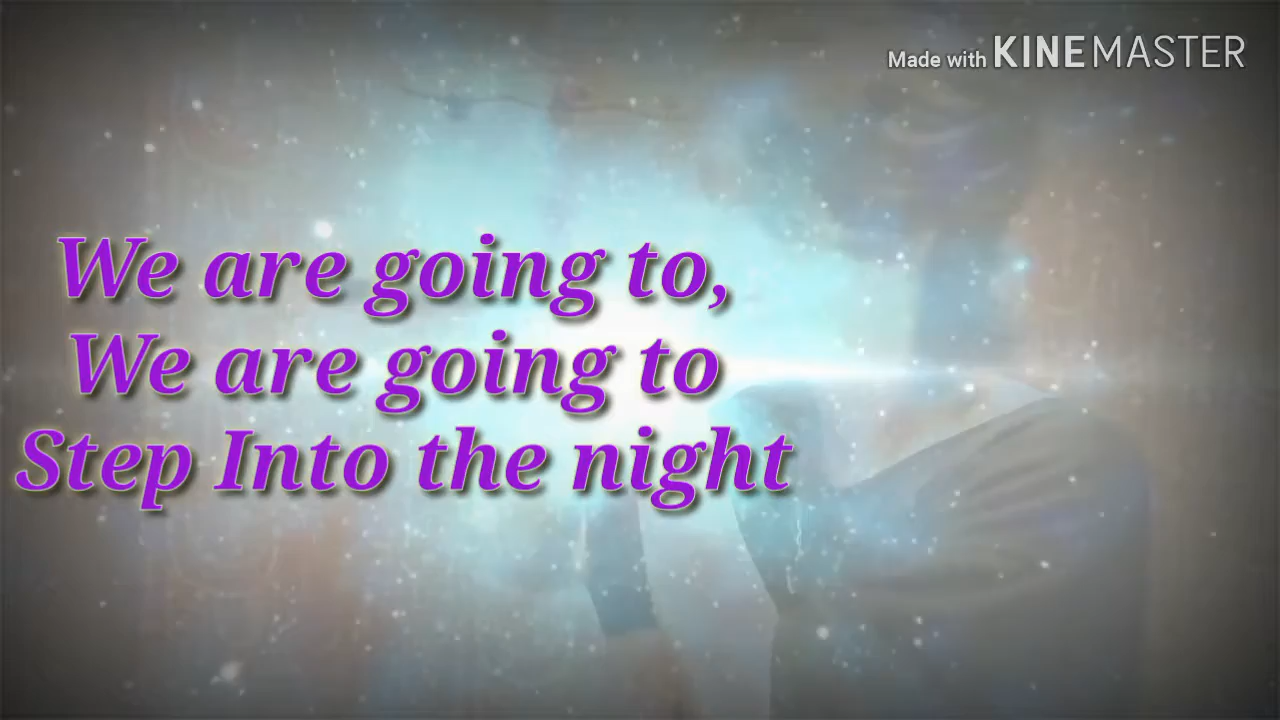 Made with KINEMASTER
We are going to,
We are going to
Step Into the night